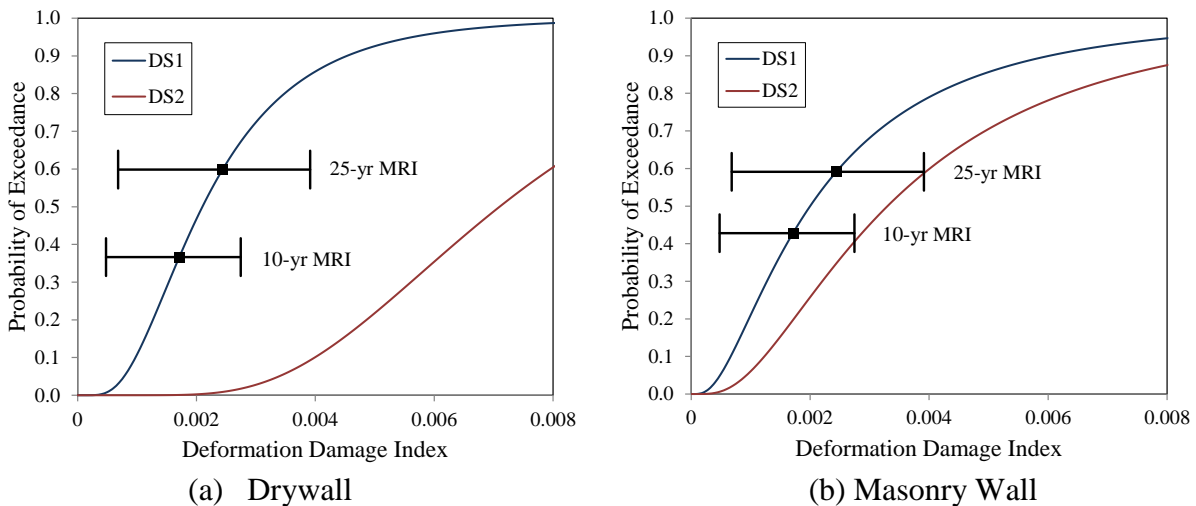 1.0
0.9
0.8
0.7
0.6
0.5
0.4
0.3
0.2
0.1
0.0
Probability of Exceedance
DS1
DS2
25-yr MRI
10-yr MRI
0 0.002 0.004 0.006 0.008
Deformation Damage Index
(a) Drywall
1.0
0.9
0.8
0.7
0.6
0.5
0.4
0.3
0.2
0.1
0.0
Probability of Exceedance
DS1
DS2
25-yr MRI
10-yr MRI
0 0.002 0.004 0.006 0.008
Deformation Damage Index
(b) Masonry Wall